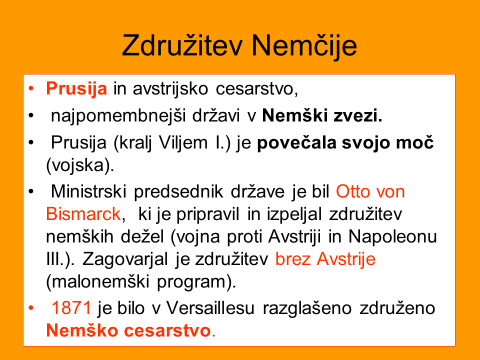 Združitev Nemčije
• Prusija in avstrijsko cesarstvo,
• najpomembnejši državi v Nemški zvezi.
• Prusija (kralj Viljem I.) je povečala svojo moč
(vojska).
• Ministrski predsednik države je bil Otto von
Bismarck, ki je pripravil in izpeljal združitev
nemških dežel (vojna proti Avstriji in Napoleonu
III.). Zagovarjal je združitev brez Avstrije
(malonemški program).
• 1871 je bilo v Versaillesu razglašeno združeno
Nemško cesarstvo.